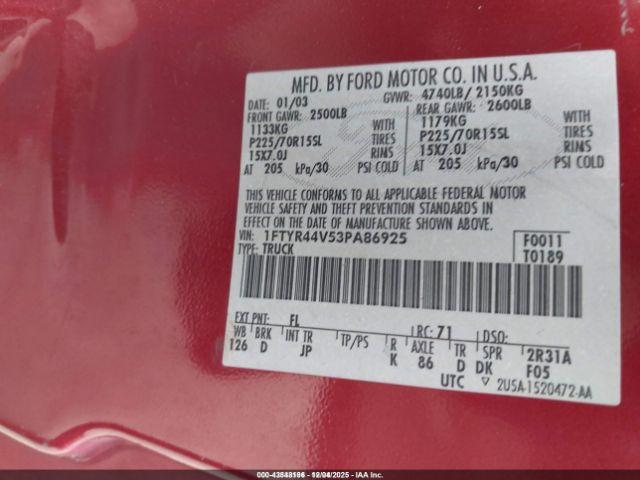 MFD. BY FORD MOTOR CO. IN U.S.A.
DATE: 01/03 GVWR: 4740LB/ 2150KG
FRONT GAWR: 2500LB REAR GAWR: 2600LB
1133KG WITH 1179KG WITH
P225/70R15SL TIRES P225/70R15SL TIRES
15X7.0J RIMS 15X7.0J RIMS
AT 205 kPa/30 PSI COLD AT 205 kPa/30 PSI COLD
THIS VEHICLE CONFORMS TO ALL APPLICABLE FEDERAL MOTOR
VEHICLE SAFETY AND THEFT PREVENTION STANDARDS IN
EFFECT ON THE DATE OF MANUFACTURE SHOWN ABOVE.
VIN: 1FTYR44V53PA86925 F0011
TYPE: TRUCK T0189
EXT PNT: FL RC: 71 DSO:
WB BRK INT TR TP/PS R AXLE TR SPR 2R31A
126 D JP K 86 D DK F05
UTC ▽ 2USA-1520472-AA
000-43848186 - 12/04/2025 - IAA Inc.